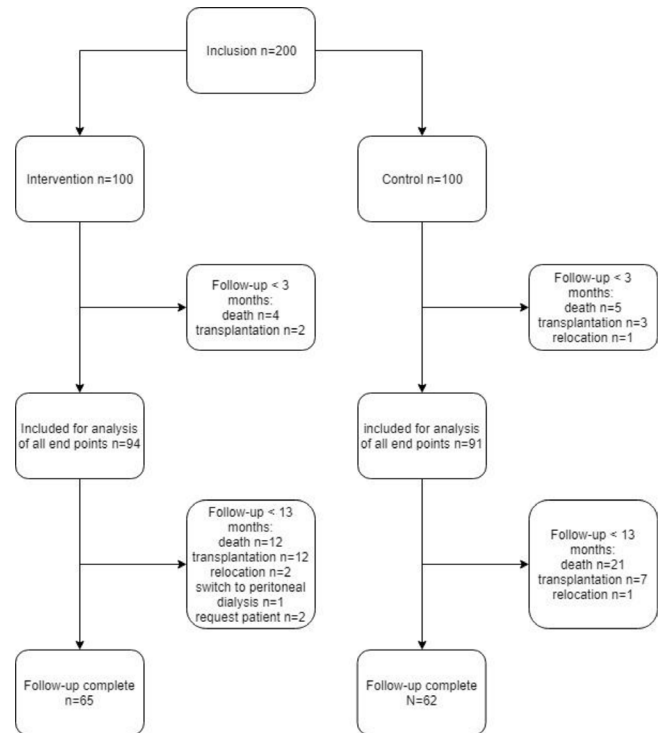 Inclusion n=200
Intervention n=100
Control n=100
Follow-up < 3
months:
death n=4
transplantation n=2
Follow-up < 3
months:
death n=5
transplantation n=3
relocation n=1
Included for analysis
of all end points n=94
included for analysis
of all end points n=91
Follow-up < 13
months:
death n=12
transplantation n=12
relocation n=2
switch to peritoneal
dialysis n=1
request patient n=2
Follow-up < 13
months:
death n=21
transplantation n=7
relocation n=1
Follow-up complete
n=65
Follow-up complete
N=62